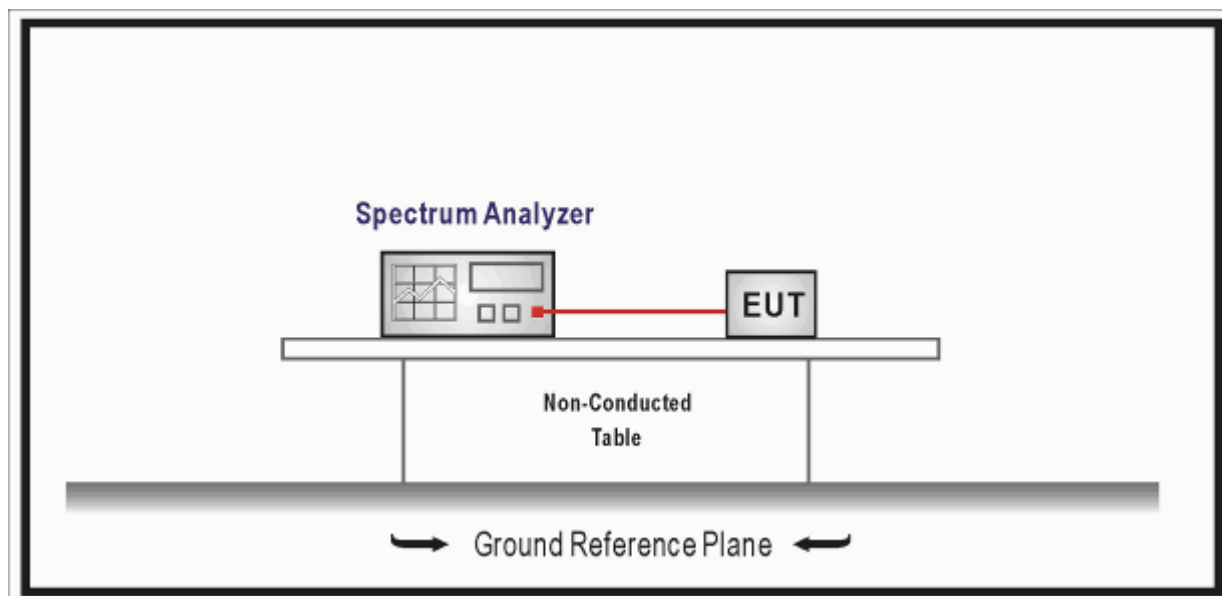 Spectrum Analyzer
EUT
Non-Conducted
Table
Ground Reference Plane